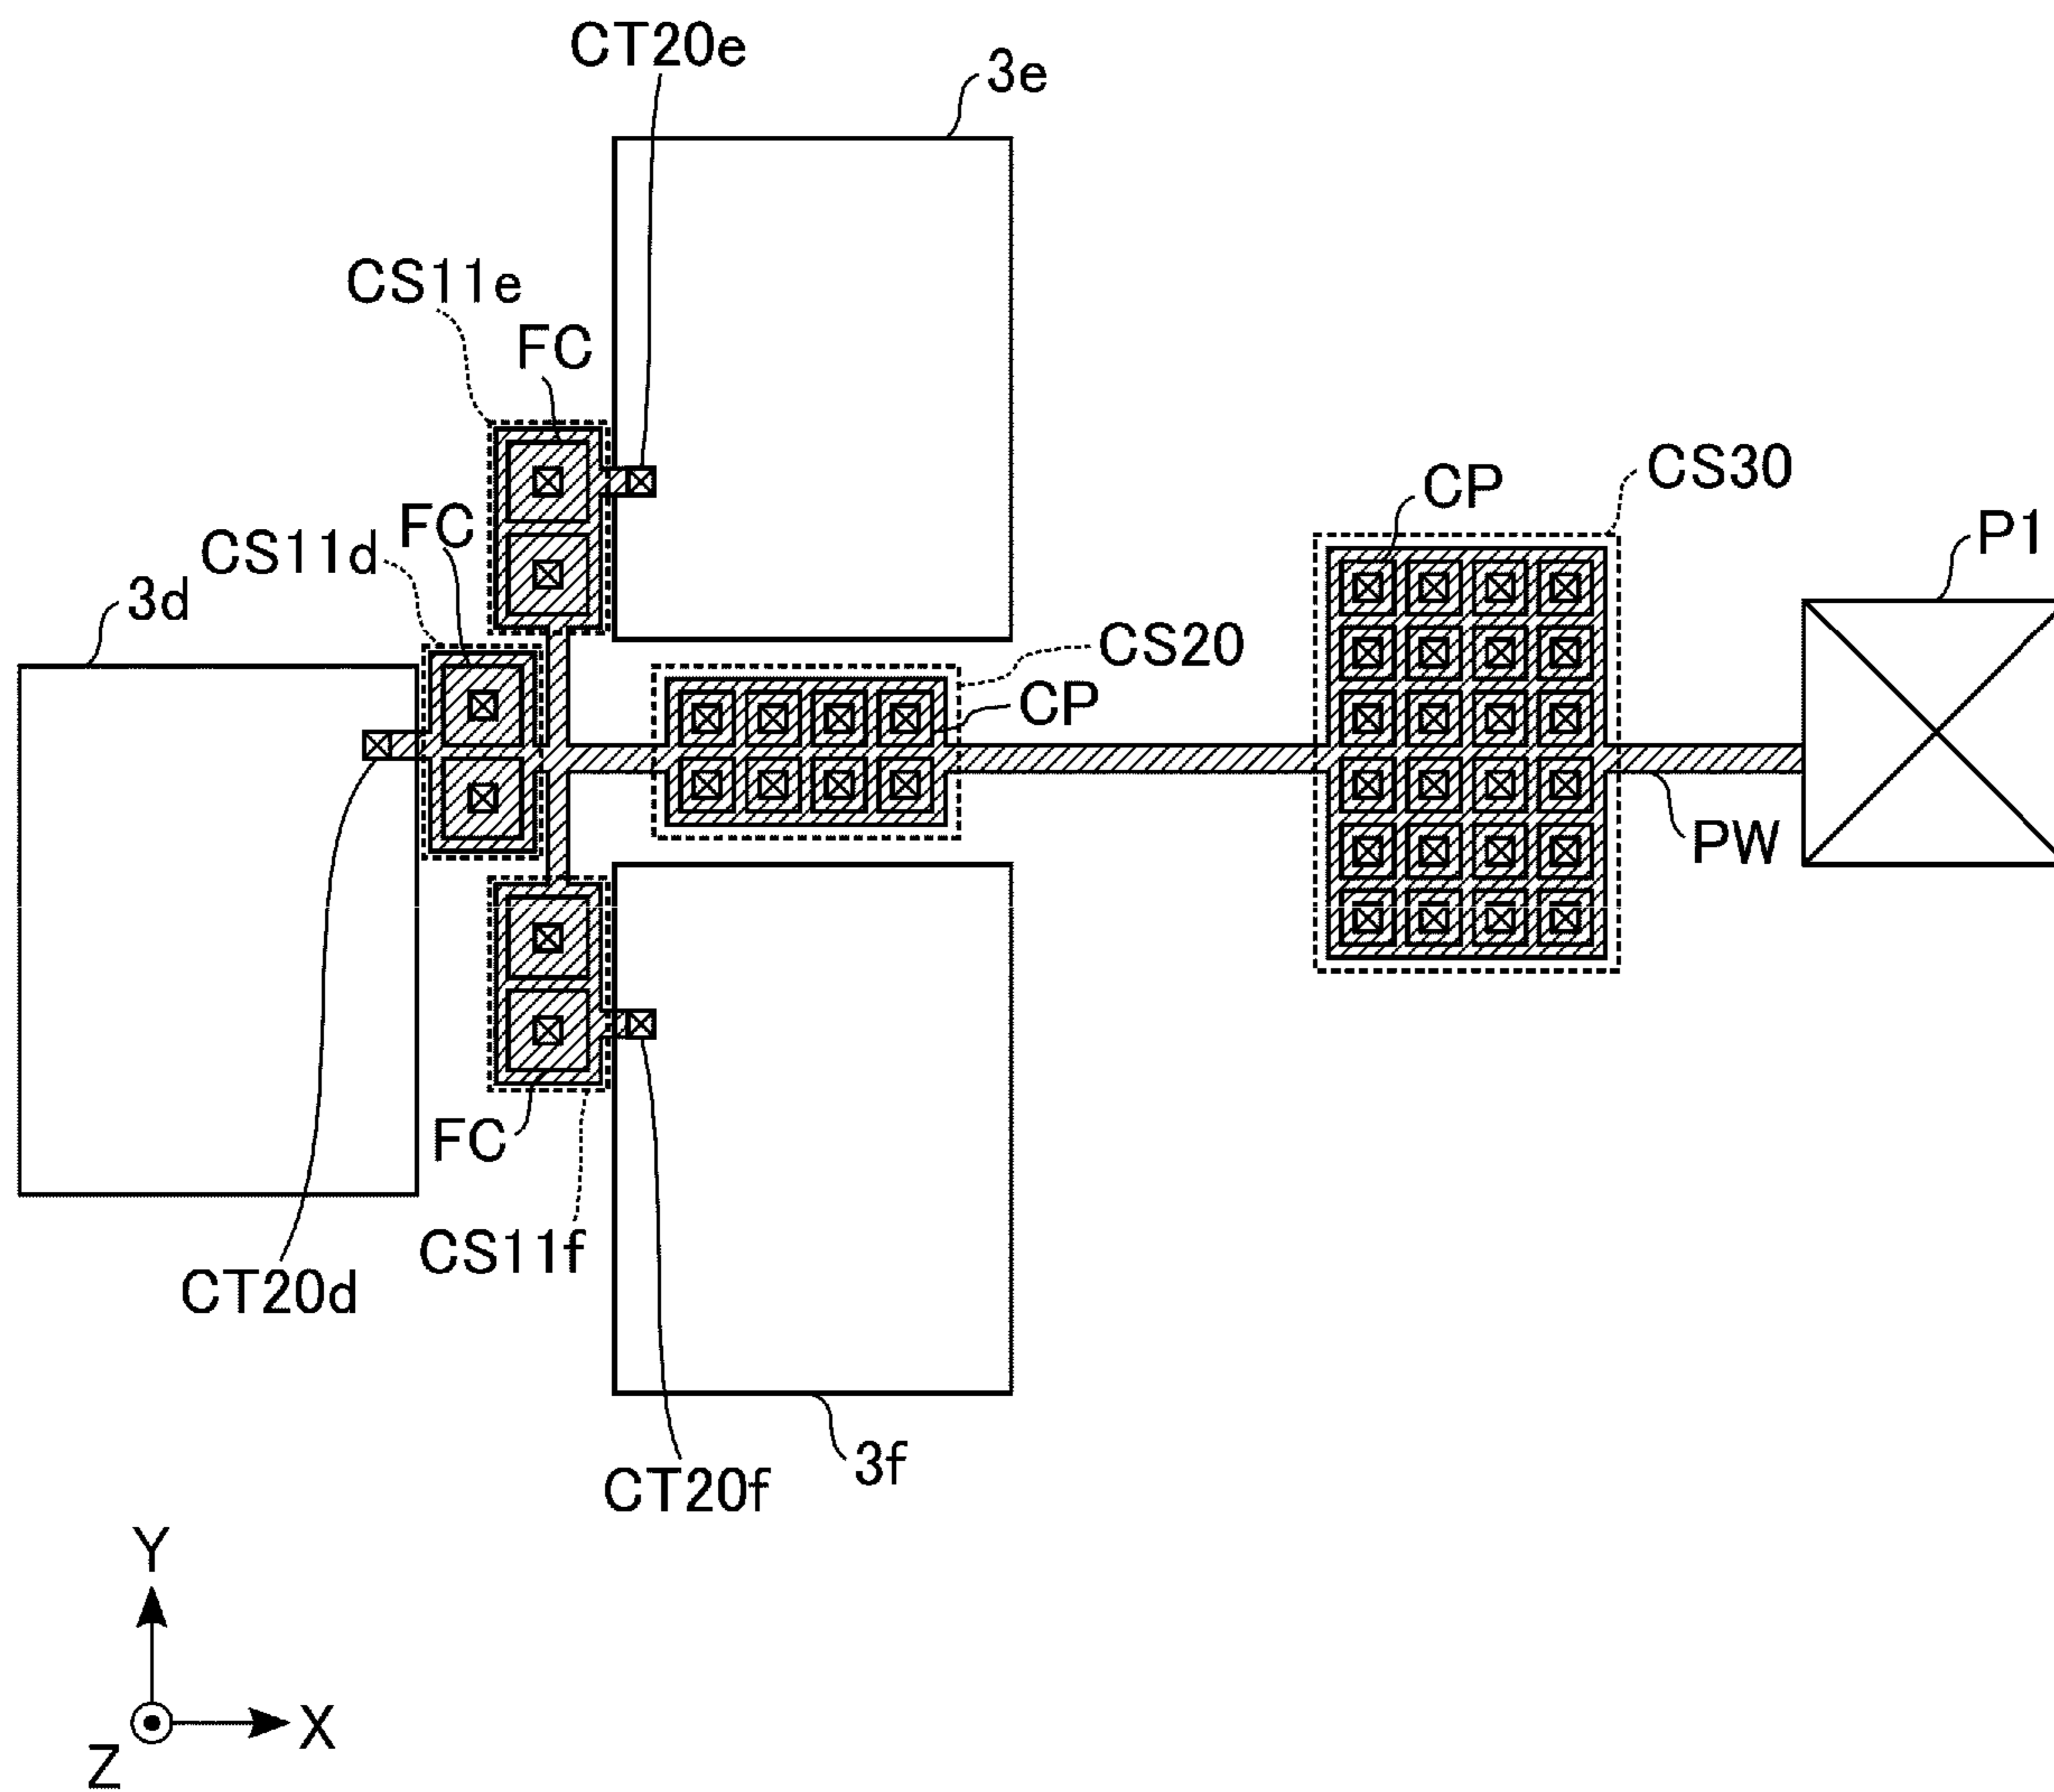 CT20e
3e
CS11e
FC
CS30
CP
P1
FC
CS11d
3d
CS20
CP
PW
FC
CS11f
CT20d
3f
CT20f
Y
X
Z